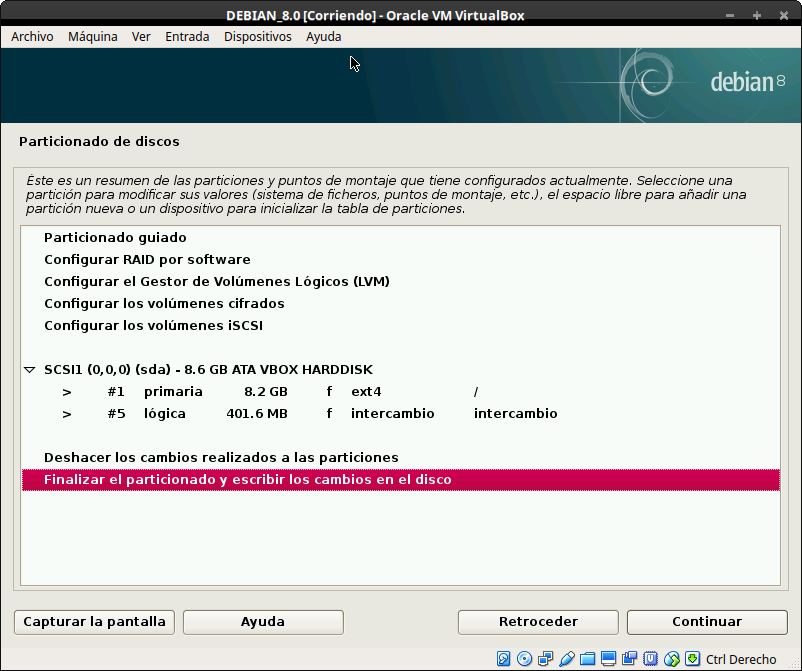 DEBIAN_8.0 [Corriendo] - Oracle VM VirtualBox
Archivo Máquina Ver Entrada Dispositivos Ayuda
debian 8
Particionado de discos
Éste es un resumen de las particiones y puntos de montaje que tiene configurados actualmente. Seleccione una
partición para modificar sus valores (sistema de ficheros, puntos de montaje, etc.), el espacio libre para añadir una
partición nueva o un dispositivo para inicializar la tabla de particiones.
Particionado guiado
Configurar RAID por software
Configurar el Gestor de Volúmenes Lógicos (LVM)
Configurar los volúmenes cifrados
Configurar los volúmenes iSCSI
SCSI1 (0,0,0) (sda) - 8.6 GB ATA VBOX HARDDISK
> #1 primaria 8.2 GB f ext4 /
> #5 lógica 401.6 MB f intercambio intercambio
Deshacer los cambios realizados a las particiones
Finalizar el particionado y escribir los cambios en el disco
Capturar la pantalla Ayuda Retroceder Continuar
Ctrl Derecho